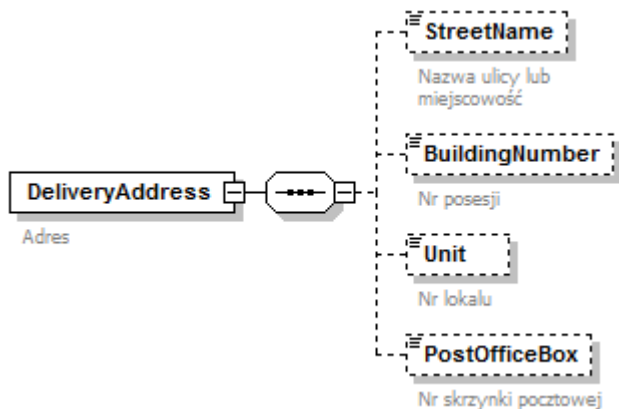 StreetName
Nazwa ulicy lub
miejscowość
BuildingNumber
Nr posesji
DeliveryAddress
Adres
Unit
Nr lokalu
PostOfficeBox
Nr skrzynki pocztowej